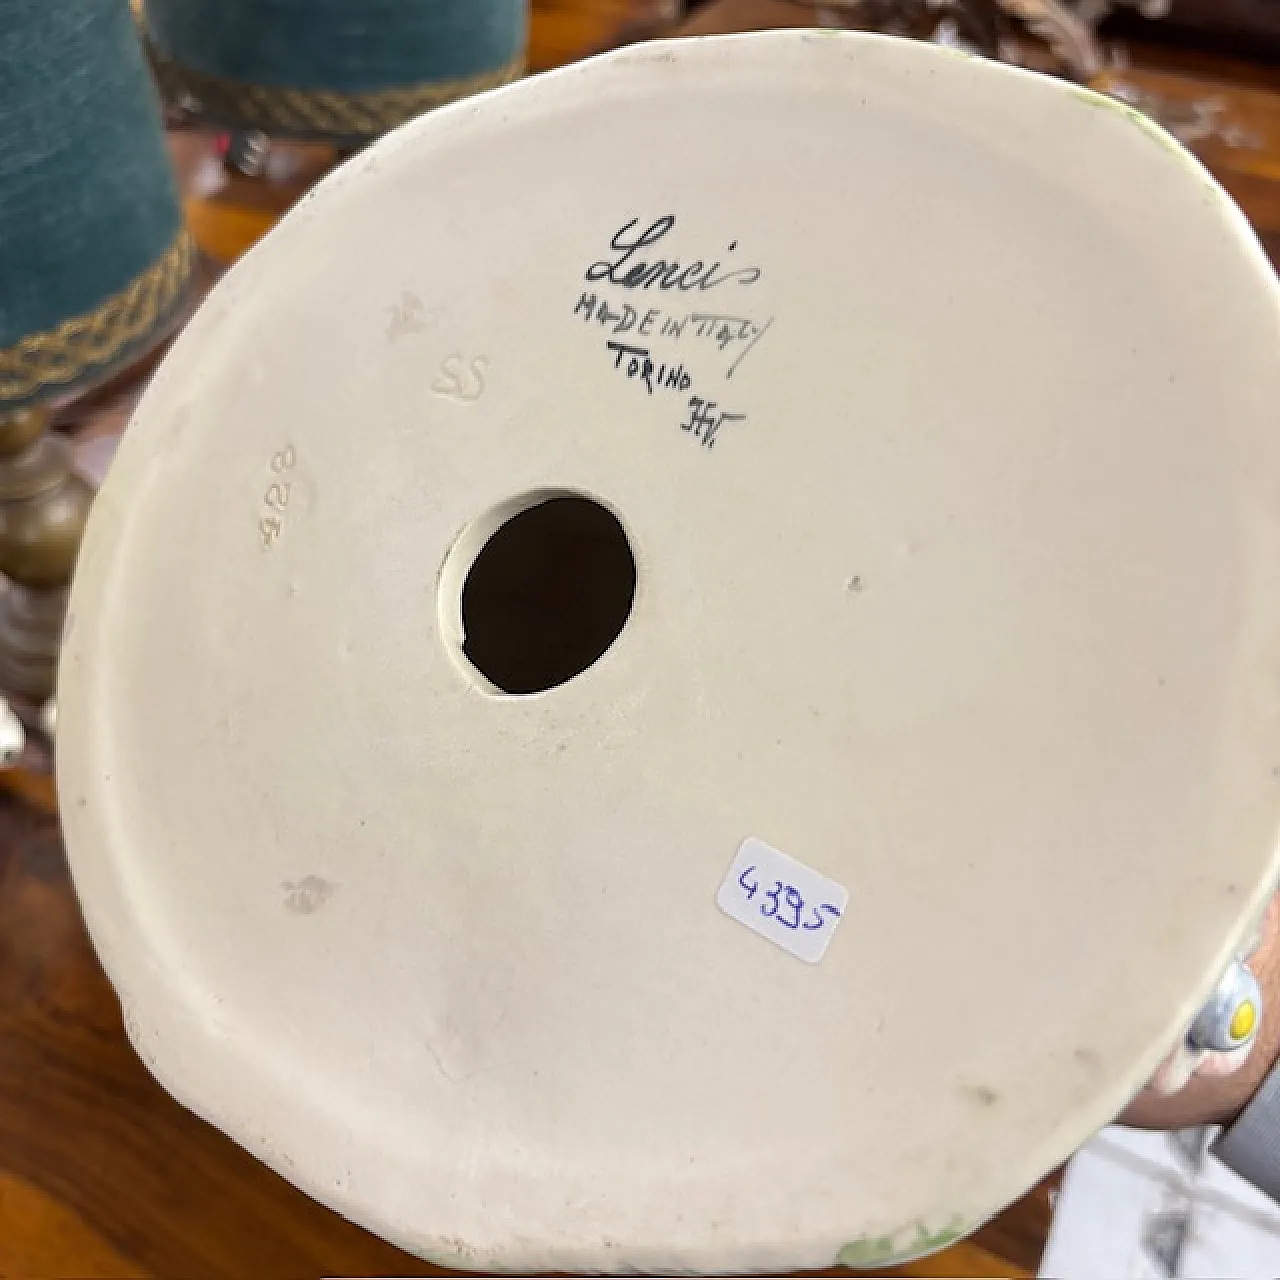 Lenci
MADE IN ITALY
TORINO
SS
428
4395